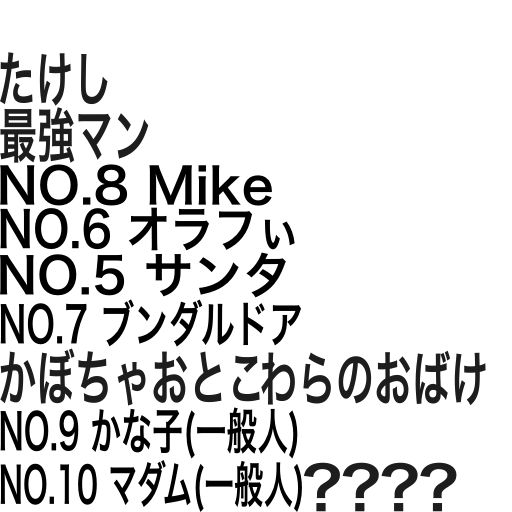 たけし
最強マン
NO.8 Mike
NO.6 オラフぃ
NO.5 サンタ
NO.7 ブンダルドア
かぼちゃおとこわらのおばけ
NO.9 かな子(一般人)
NO.10 マダム(一般人)????